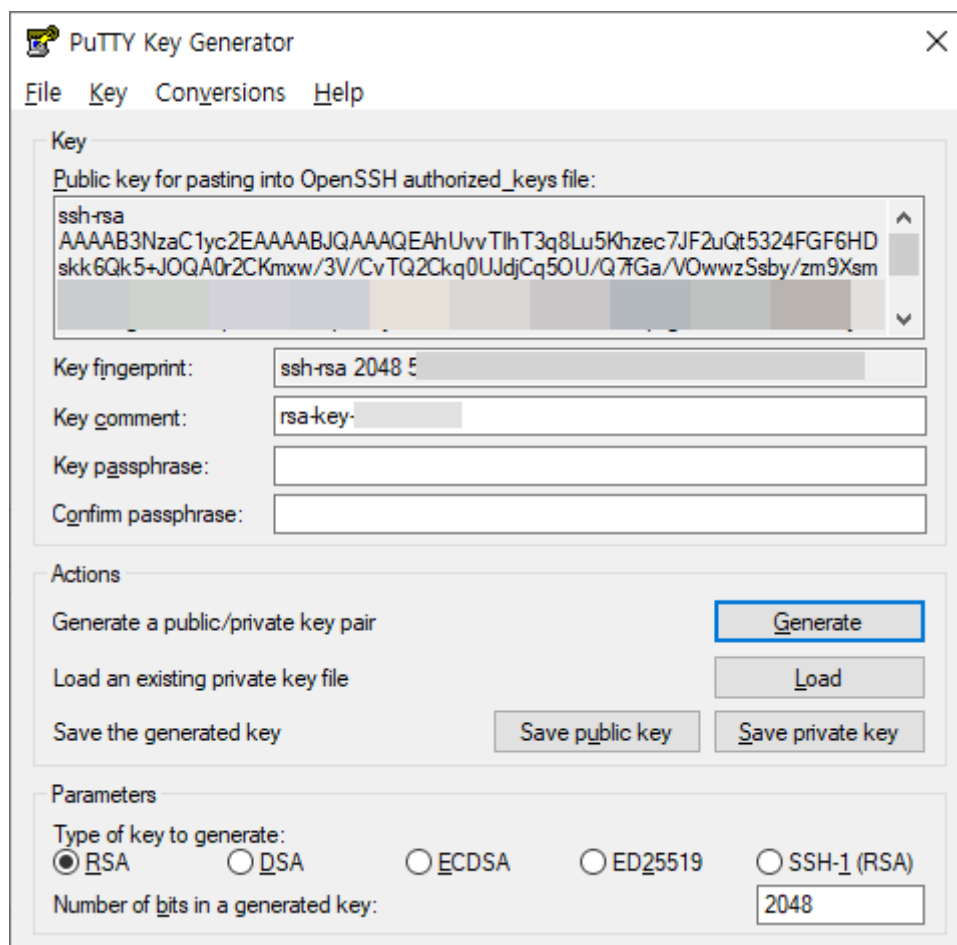 PuTTY Key Generator
File Key Conversions Help
Key
Public key for pasting into OpenSSH authorized_keys file:
ssh-rsa
AAAAB3NzaC1yc2EAAAABJQAAAQEAhUvvTlhT3q8Lu5Khzec7JF2uQt5324FGF6HD
skk6Qk5+JOQA0r2CKmxw/3V/CvTQ2Ckq0UJdjCq5OU/Q7fGa/VOwwzSsby/zm9Xsm
Key fingerprint: ssh-rsa 2048 5
Key comment: rsa-key-
Key passphrase:
Confirm passphrase:
Actions
Generate a public/private key pair Generate
Load an existing private key file Load
Save the generated key Save public key Save private key
Parameters
Type of key to generate:
RSA DSA ECDSA ED25519 SSH-1 (RSA)
Number of bits in a generated key: 2048